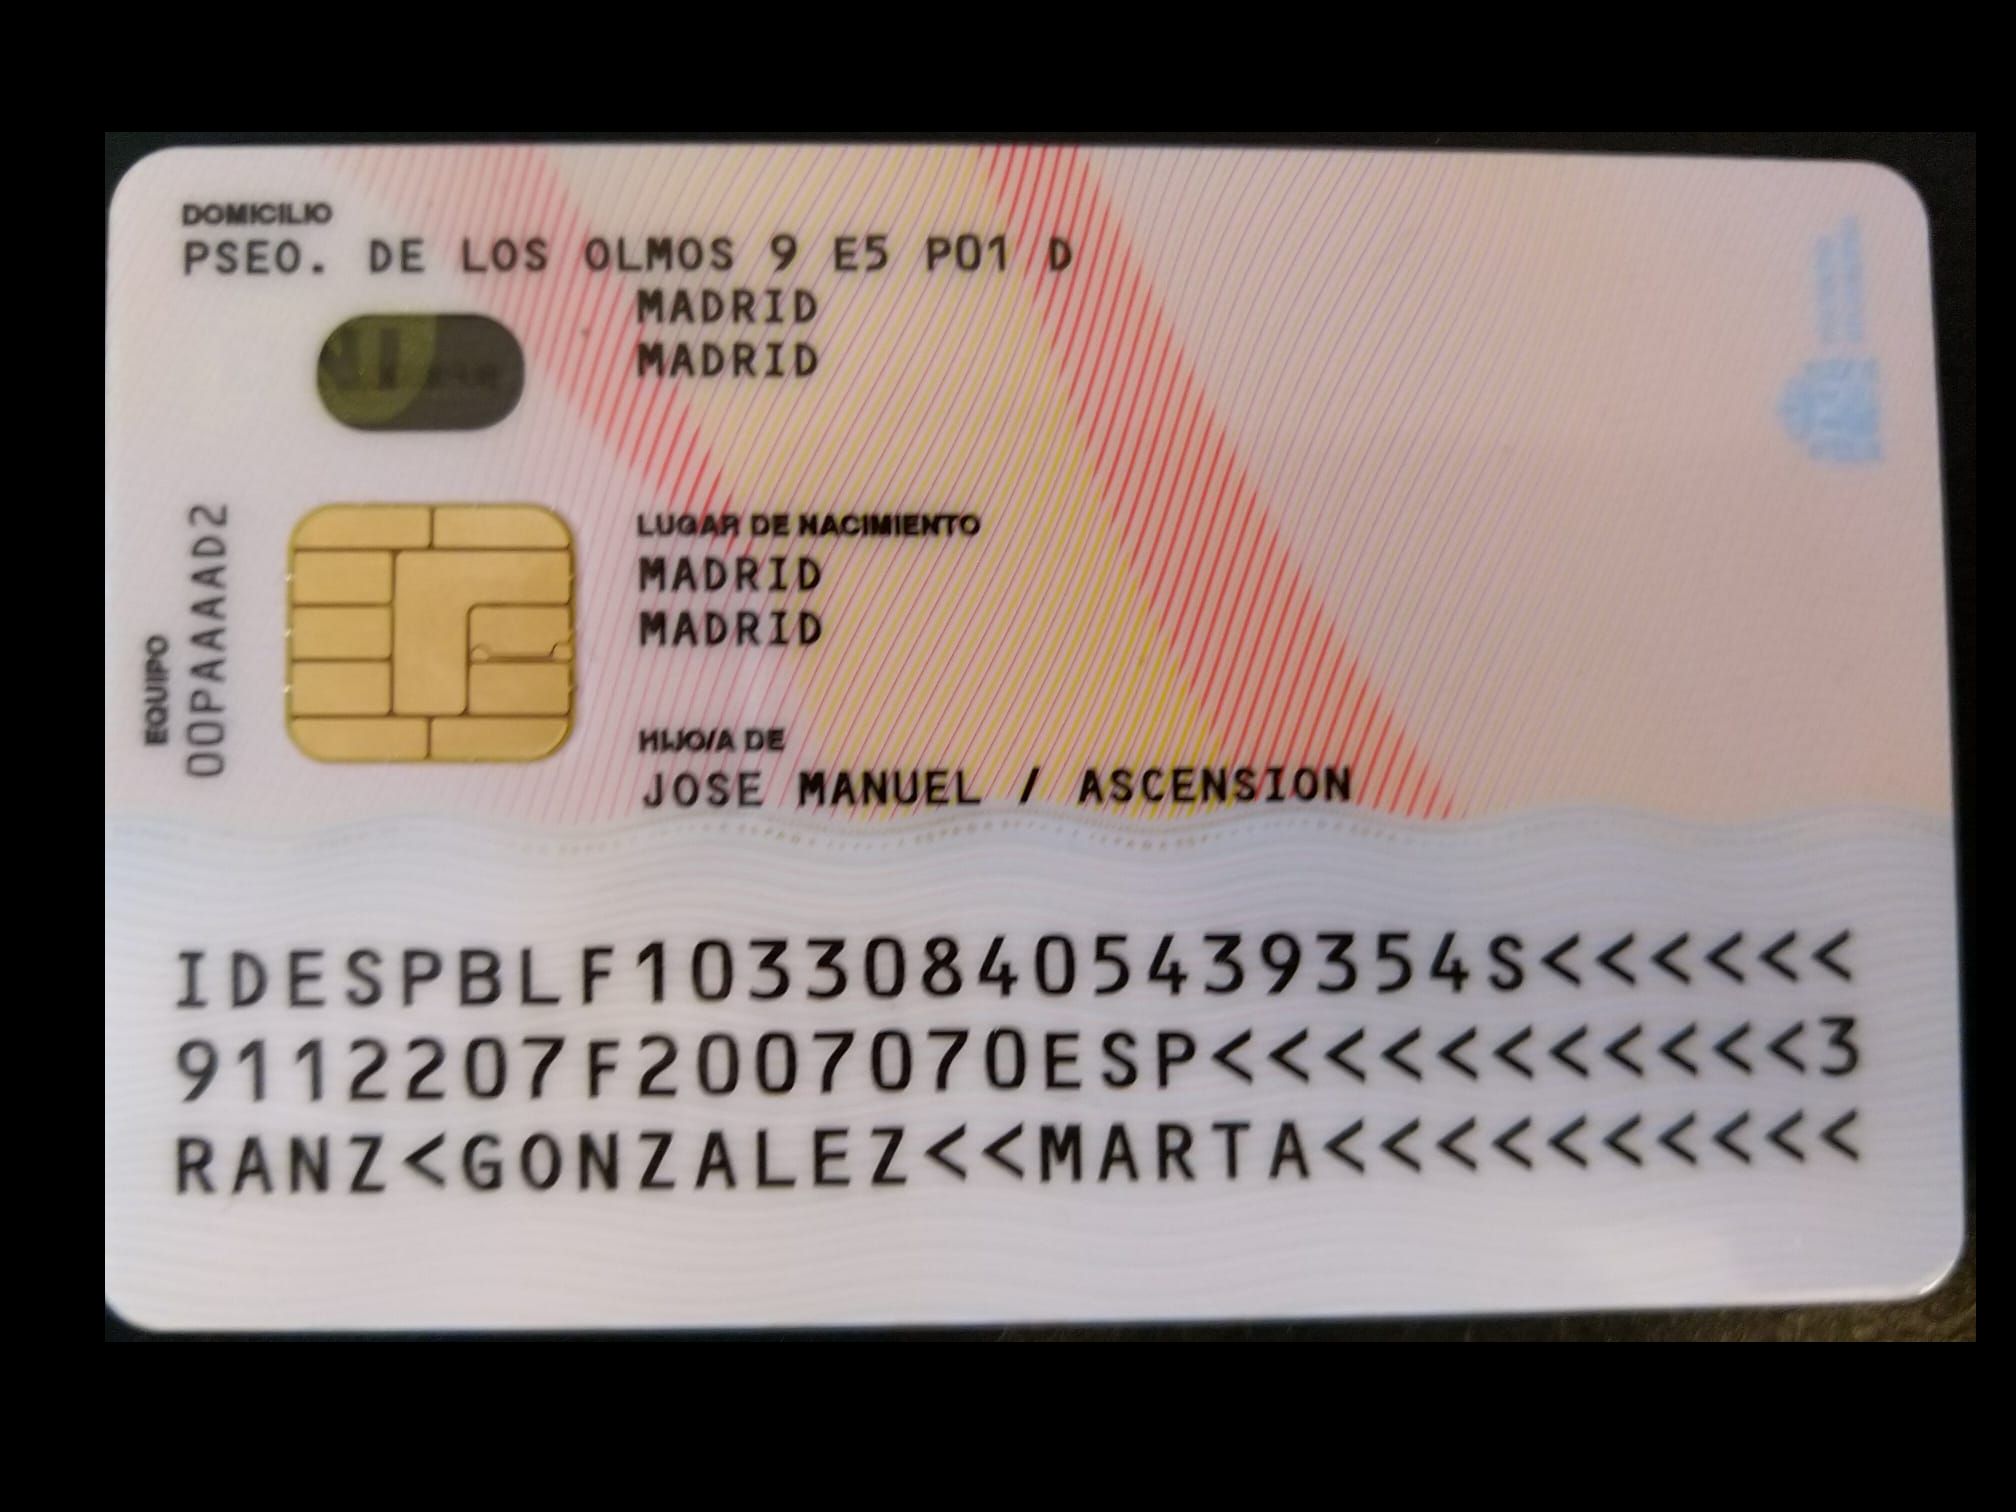 DOMICILIO
PSEO. DE LOS OLMOS 9 E5 P01 D
MADRID
MADRID
EQUIPO
00PAAAAD2
LUGAR DE NACIMIENTO
MADRID
MADRID
HIJO/A DE
JOSE MANUEL / ASCENSION
IDESPBLF103308405439354S<<<<<<
9112207F2007070ESP<<<<<<<<<<<3
RANZ<GONZALEZ<<MARTA<<<<<<<<<<